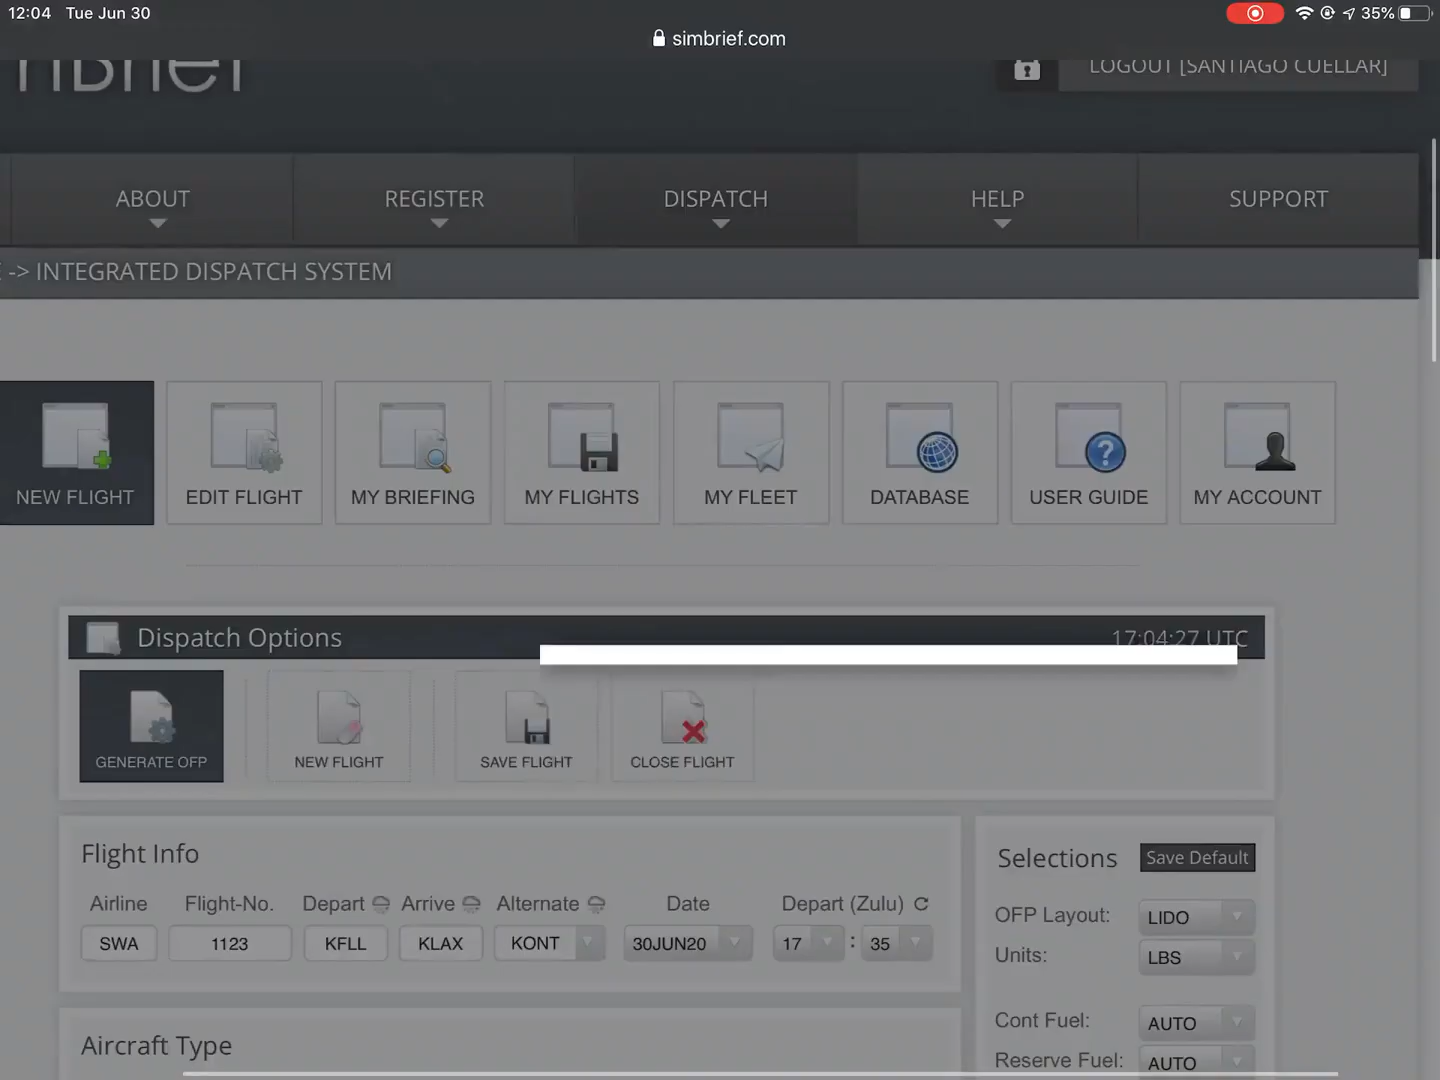 12:04 Tue Jun 30
35%
simbrief.com
LOGOUT [SANTIAGO CUELLAR]
ABOUT
REGISTER
DISPATCH
HELP
SUPPORT
-> INTEGRATED DISPATCH SYSTEM
NEW FLIGHT
EDIT FLIGHT
MY BRIEFING
MY FLIGHTS
MY FLEET
DATABASE
USER GUIDE
MY ACCOUNT
Dispatch Options
17:04:27 UTC
GENERATE OFP
NEW FLIGHT
SAVE FLIGHT
CLOSE FLIGHT
Flight Info
Airline Flight-No. Depart Arrive Alternate Date Depart (Zulu)
SWA 1123 KFLL KLAX KONT 30JUN20 17 : 35
Selections Save Default
OFP Layout: LIDO
Units: LBS
Cont Fuel: AUTO
Reserve Fuel: AUTO
Aircraft Type